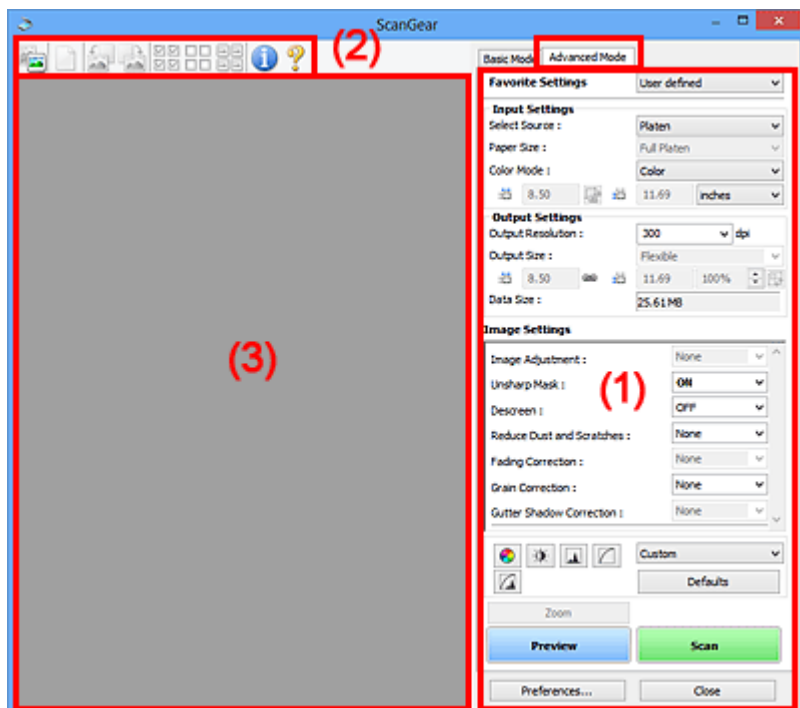 ScanGear
(2)
Basic Mode Advanced Mode
Favorite Settings User defined
Input Settings
Select Source : Platen
Paper Size : Full Platen
Color Mode : Color
8.50 11.69 inches
Output Settings
Output Resolution : 300 dpi
Output Size : Flexible
8.50 11.69 100%
Data Size : 25.61MB
Image Settings
(3)
(1)
Image Adjustment : None
Unsharp Mask : ON
Descreen : OFF
Reduce Dust and Scratches : None
Fading Correction : None
Grain Correction : None
Gutter Shadow Correction : None
Custom
Defaults
Zoom
Preview Scan
Preferences... Close